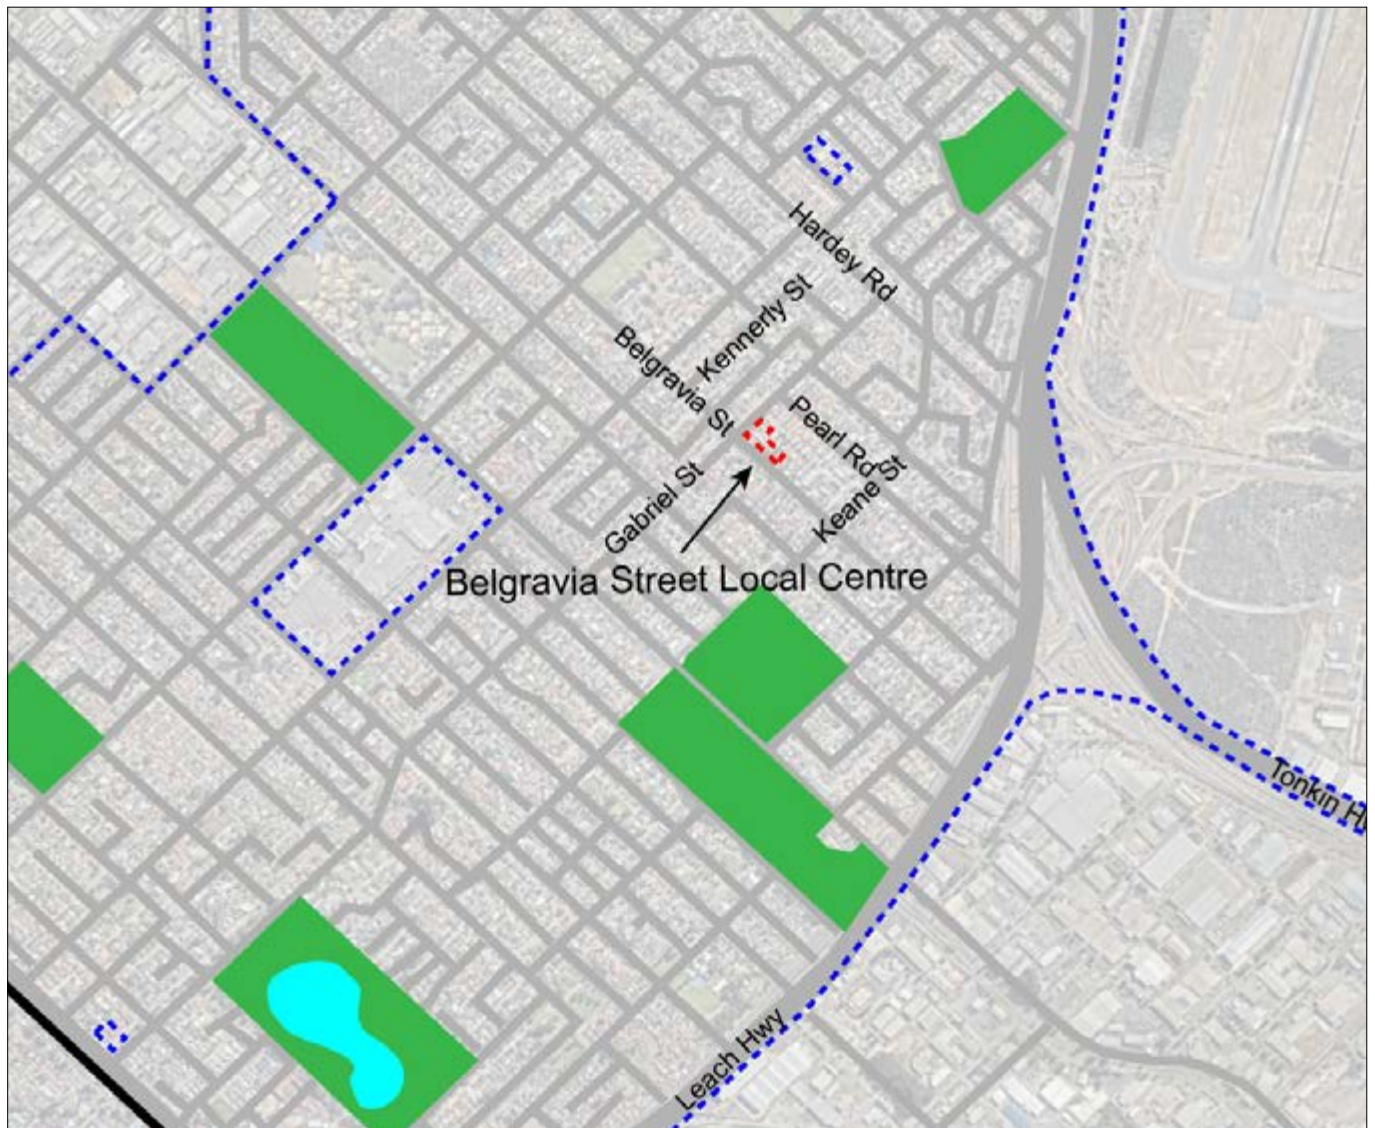 Hardey Rd
Kennerly St
Belgravia St
Pearl Rd
Keane St
Gabriel St
Belgravia Street Local Centre
Tonkin H
Leach Hwy